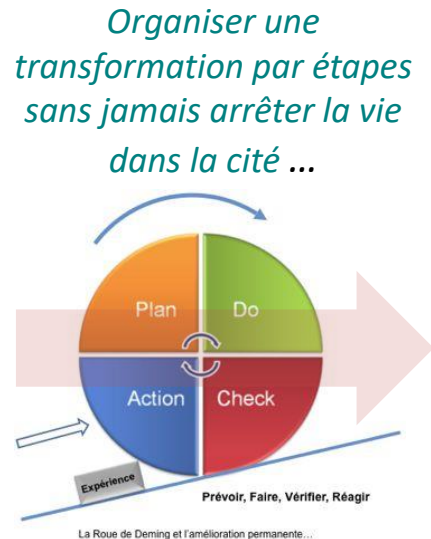 Organiser une
transformation par étapes
sans jamais arrêter la vie
dans la cité ...
Plan
Do
Action
Check
Expérience
Prévoir, Faire, Vérifier, Réagir
La Roue de Deming et l'amélioration permanente...